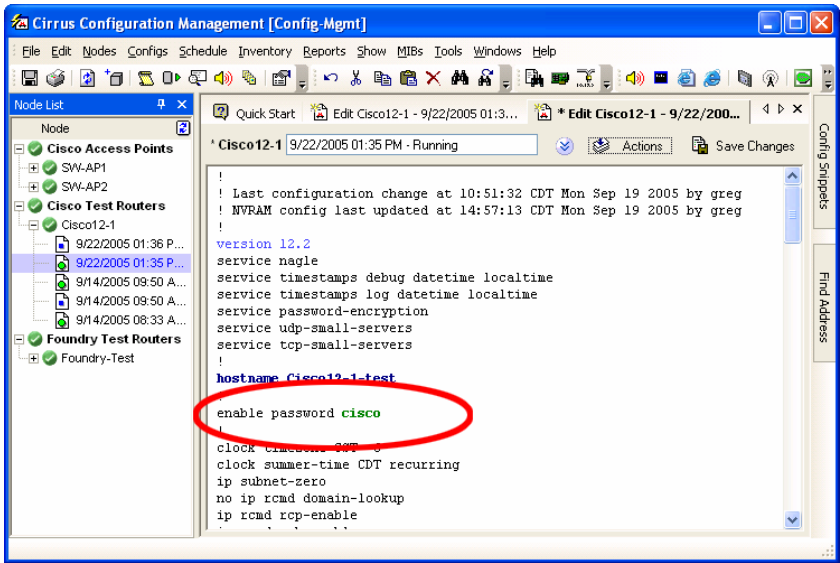 Cirrus Configuration Management [Config-Mgmt]
File Edit Nodes Configs Schedule Inventory Reports Show MIBs Tools Windows Help
Node List
Quick Start Edit Cisco12-1 - 9/22/2005 01:3... * Edit Cisco12-1 - 9/22/200...
Node
* Cisco12-1 9/22/2005 01:35 PM - Running Actions Save Changes
Cisco Access Points
SW-AP1
SW-AP2
Cisco Test Routers
Cisco12-1
9/22/2005 01:36 P...
9/22/2005 01:35 P...
9/14/2005 09:50 A...
9/14/2005 09:50 A...
9/14/2005 08:33 A...
Foundry Test Routers
Foundry-Test
!
! Last configuration change at 10:51:32 CDT Mon Sep 19 2005 by greg
! NVRAM config last updated at 14:57:13 CDT Mon Sep 19 2005 by greg
!
version 12.2
service nagle
service timestamps debug datetime localtime
service timestamps log datetime localtime
service password-encryption
service udp-small-servers
service tcp-small-servers
!
hostname Cisco12-1-test
!
enable password cisco
!
clock timezone CST
clock summer-time CDT recurring
ip subnet-zero
no ip rcmd domain-lookup
ip rcmd rcp-enable
Config Snippets
Find Address